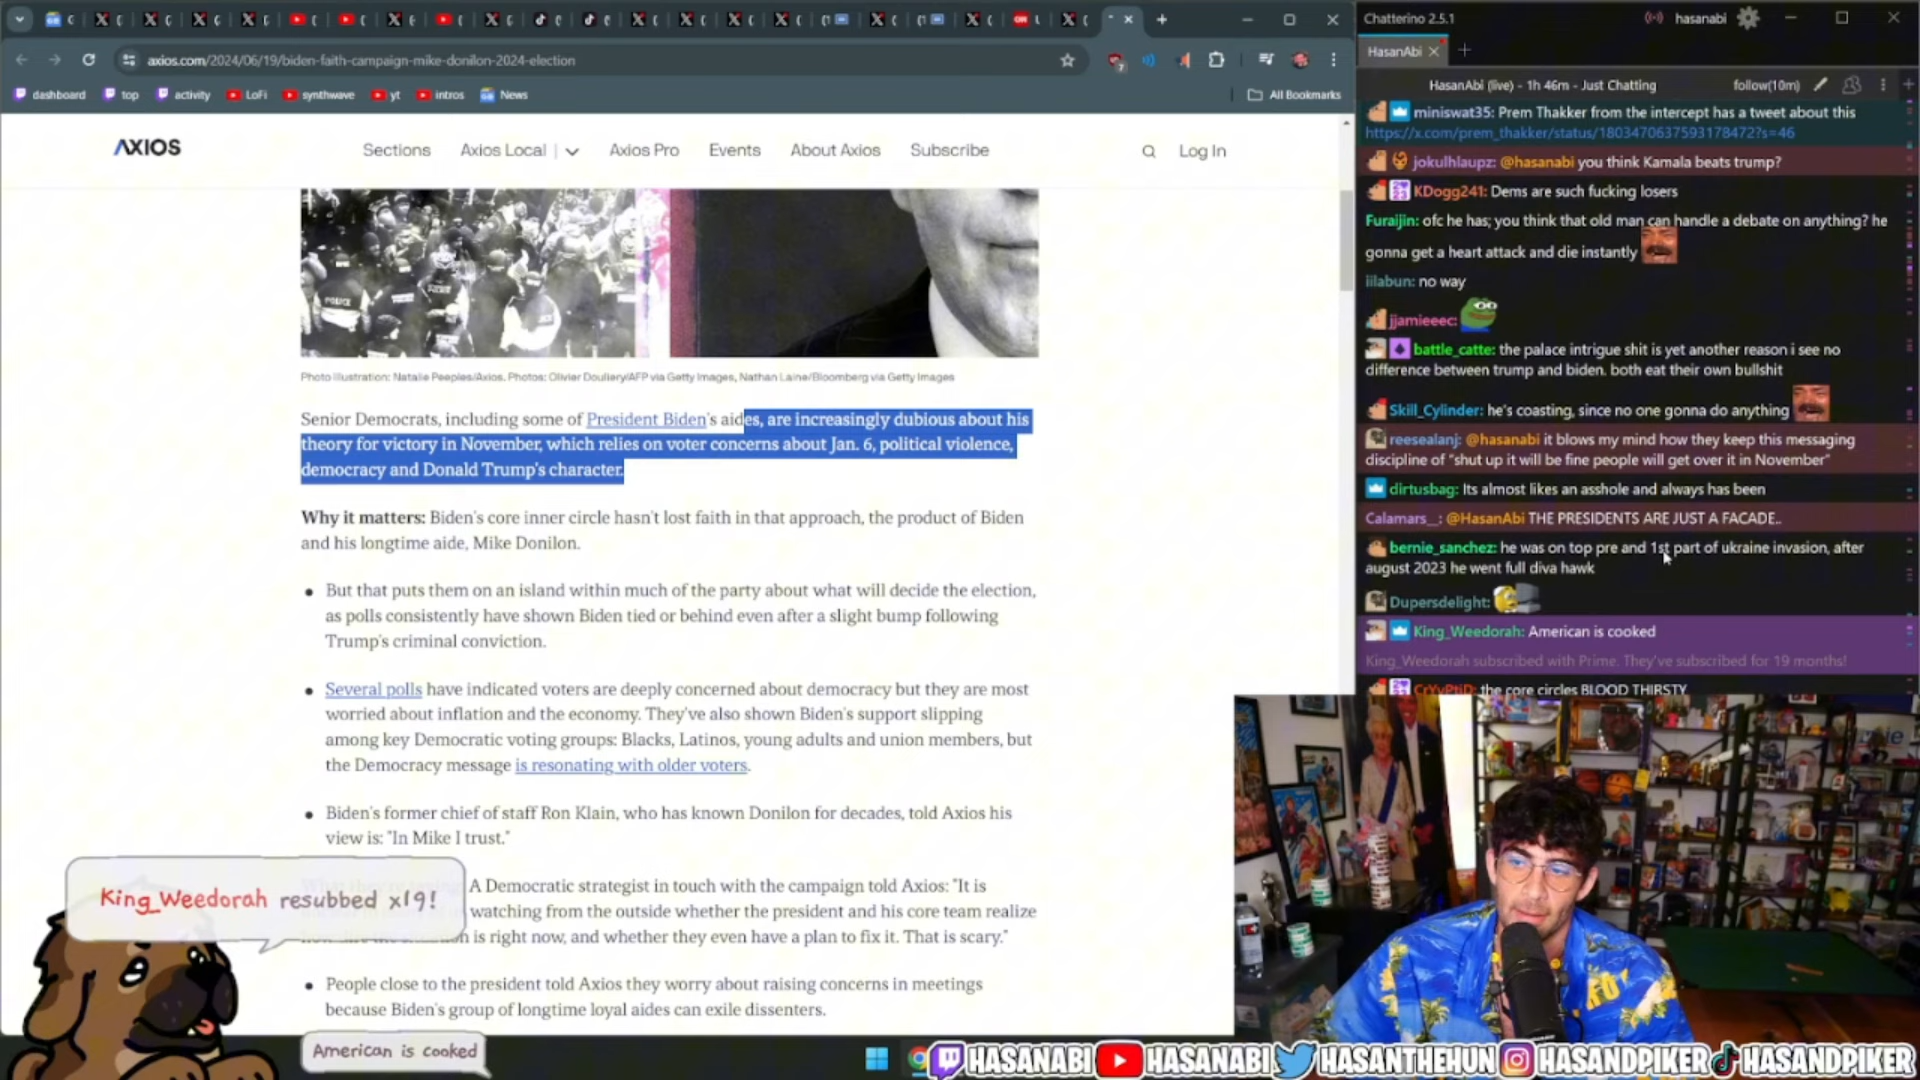 axios.com/2024/06/19/biden-faith-campaign-mike-donilon-2024-election
dashboard
top
activity
LoFi
synthwave
yt
intros
News
All Bookmarks
AXIOS
Sections
Axios Local
Axios Pro
Events
About Axios
Subscribe
Log In
POLICE
Photo Illustration: Natalie Peeples/Axios. Photos: Olivier Douliery/AFP via Getty Images, Nathan Laine/Bloomberg via Getty Images
Senior Democrats, including some of President Biden's aides, are increasingly dubious about his
theory for victory in November, which relies on voter concerns about Jan. 6, political violence,
democracy and Donald Trump's character.
Why it matters: Biden's core inner circle hasn't lost faith in that approach, the product of Biden
and his longtime aide, Mike Donilon.
But that puts them on an island within much of the party about what will decide the election,
as polls consistently have shown Biden tied or behind even after a slight bump following
Trump's criminal conviction.
Several polls have indicated voters are deeply concerned about democracy but they are most
worried about inflation and the economy. They've also shown Biden's support slipping
among key Democratic voting groups: Blacks, Latinos, young adults and union members, but
the Democracy message is resonating with older voters.
Biden's former chief of staff Ron Klain, who has known Donilon for decades, told Axios his
view is: "In Mike I trust."
A Democratic strategist in touch with the campaign told Axios: "It is
watching from the outside whether the president and his core team realize
is right now, and whether they even have a plan to fix it. That is scary."
People close to the president told Axios they worry about raising concerns in meetings
because Biden's group of longtime loyal aides can exile dissenters.
King_Weedorah resubbed x19!
American is cooked
Chatterino 2.5.1
hasanabi
HasanAbi
HasanAbi (live) - 1h 46m - Just Chatting
follow(10m)
miniswat35: Prem Thakker from the intercept has a tweet about this
https://x.com/prem_thakker/status/1803470637593178472?s=46
jokulhlaupz: @hasanabi you think Kamala beats trump?
KDogg241: Dems are such fucking losers
Furaijin: ofc he has; you think that old man can handle a debate on anything? he
gonna get a heart attack and die instantly
iilabun: no way
jjamieeec:
battle_catte: the palace intrigue shit is yet another reason i see no
difference between trump and biden. both eat their own bullshit
Skill_Cylinder: he's coasting, since no one gonna do anything
reesealanj: @hasanabi it blows my mind how they keep this messaging
discipline of "shut up it will be fine people will get over it in November"
dirtusbag: Its almost likes an asshole and always has been
Calamars_: @HasanAbi THE PRESIDENTS ARE JUST A FACADE..
bernie_sanchez: he was on top pre and 1st part of ukraine invasion, after
august 2023 he went full diva hawk
Dupersdelight:
King_Weedorah: American is cooked
King_Weedorah subscribed with Prime. They've subscribed for 19 months!
CrYyPtiD: the core circles BLOOD THIRSTY
HASANABI
HASANABI
HASANTHEHUN
HASANDPIKER
HASANDPIKER